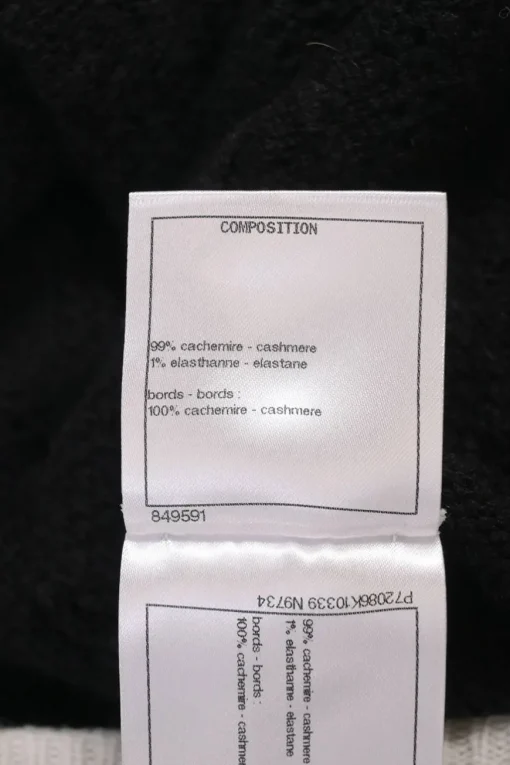 COMPOSITION
99% cachemire - cashmere
1% elasthanne - elastane
bords - bords :
100% cachemire - cashmere
849591
P72086K10339 N9734
99% cachemire - cashmere
1% elasthanne - elastane
bords - bords :
100% cachemire - cashmere